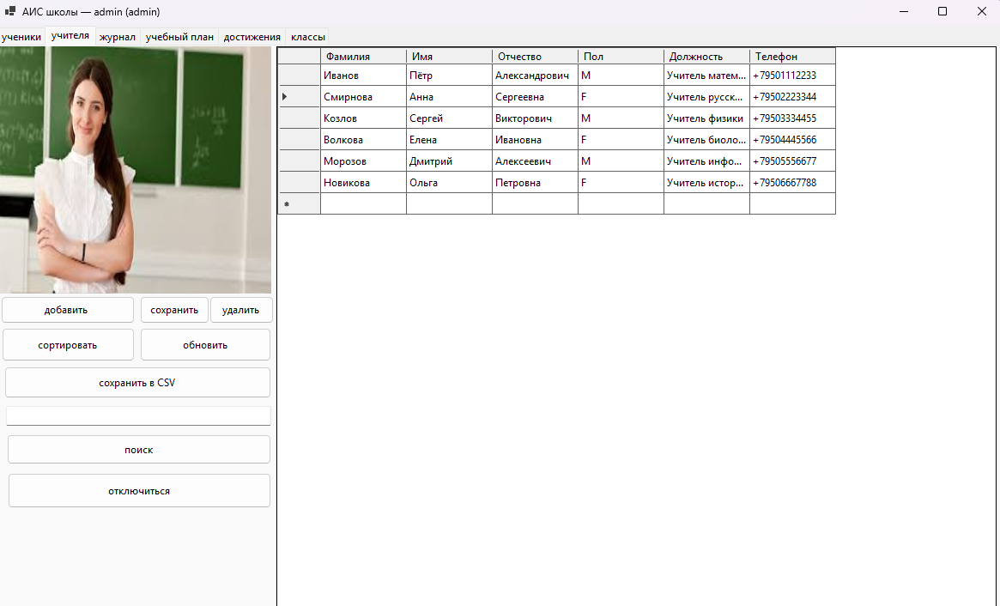 АИС школы — admin (admin)
ученики учителя журнал учебный план достижения классы
Фамилия Имя Отчество Пол Должность Телефон
Иванов Пётр Александрович M Учитель матем... +79501112233
Смирнова Анна Сергеевна F Учитель русск... +79502223344
Козлов Сергей Викторович M Учитель физики +79503334455
Волкова Елена Ивановна F Учитель биоло... +79504445566
Морозов Дмитрий Алексеевич M Учитель инфо... +79505556677
Новикова Ольга Петровна F Учитель истор... +79506667788
добавить сохранить удалить
сортировать обновить
сохранить в CSV
поиск
отключиться